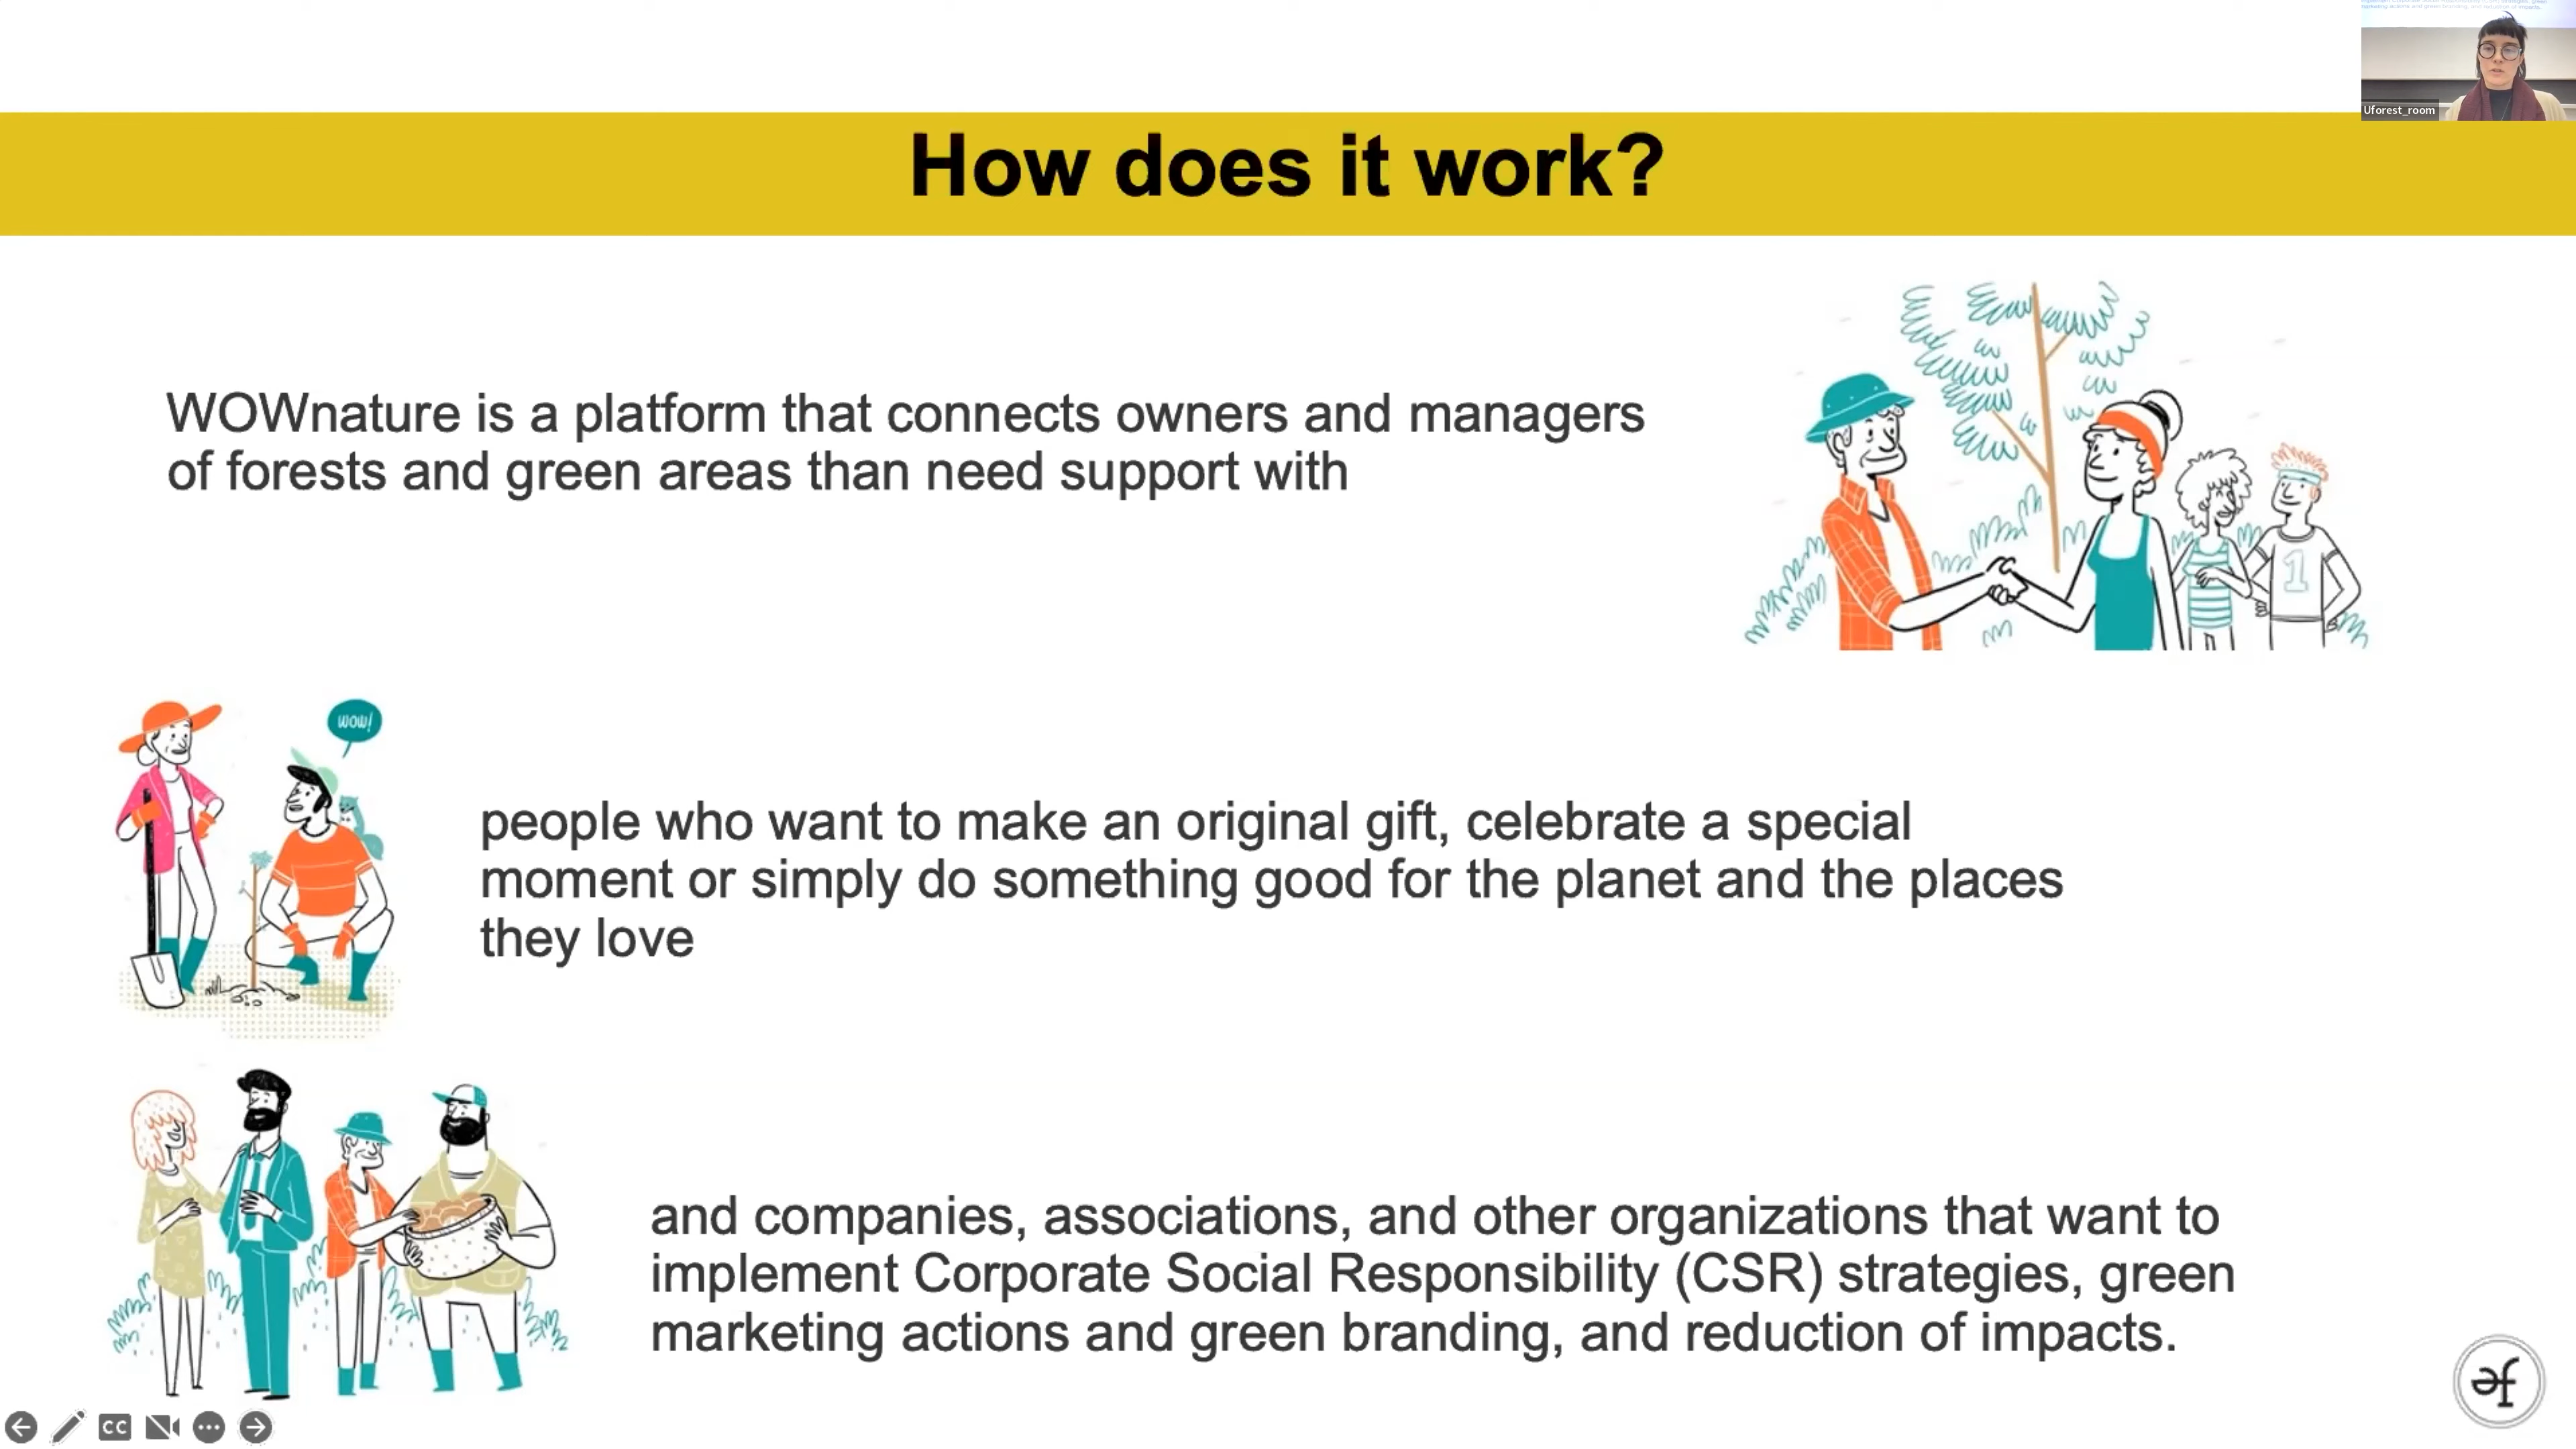 How does it work?
Uforest_room
WOWnature is a platform that connects owners and managers
of forests and green areas than need support with
1
wow!
people who want to make an original gift, celebrate a special
moment or simply do something good for the planet and the places
they love
and companies, associations, and other organizations that want to
implement Corporate Social Responsibility (CSR) strategies, green
marketing actions and green branding, and reduction of impacts.
CC